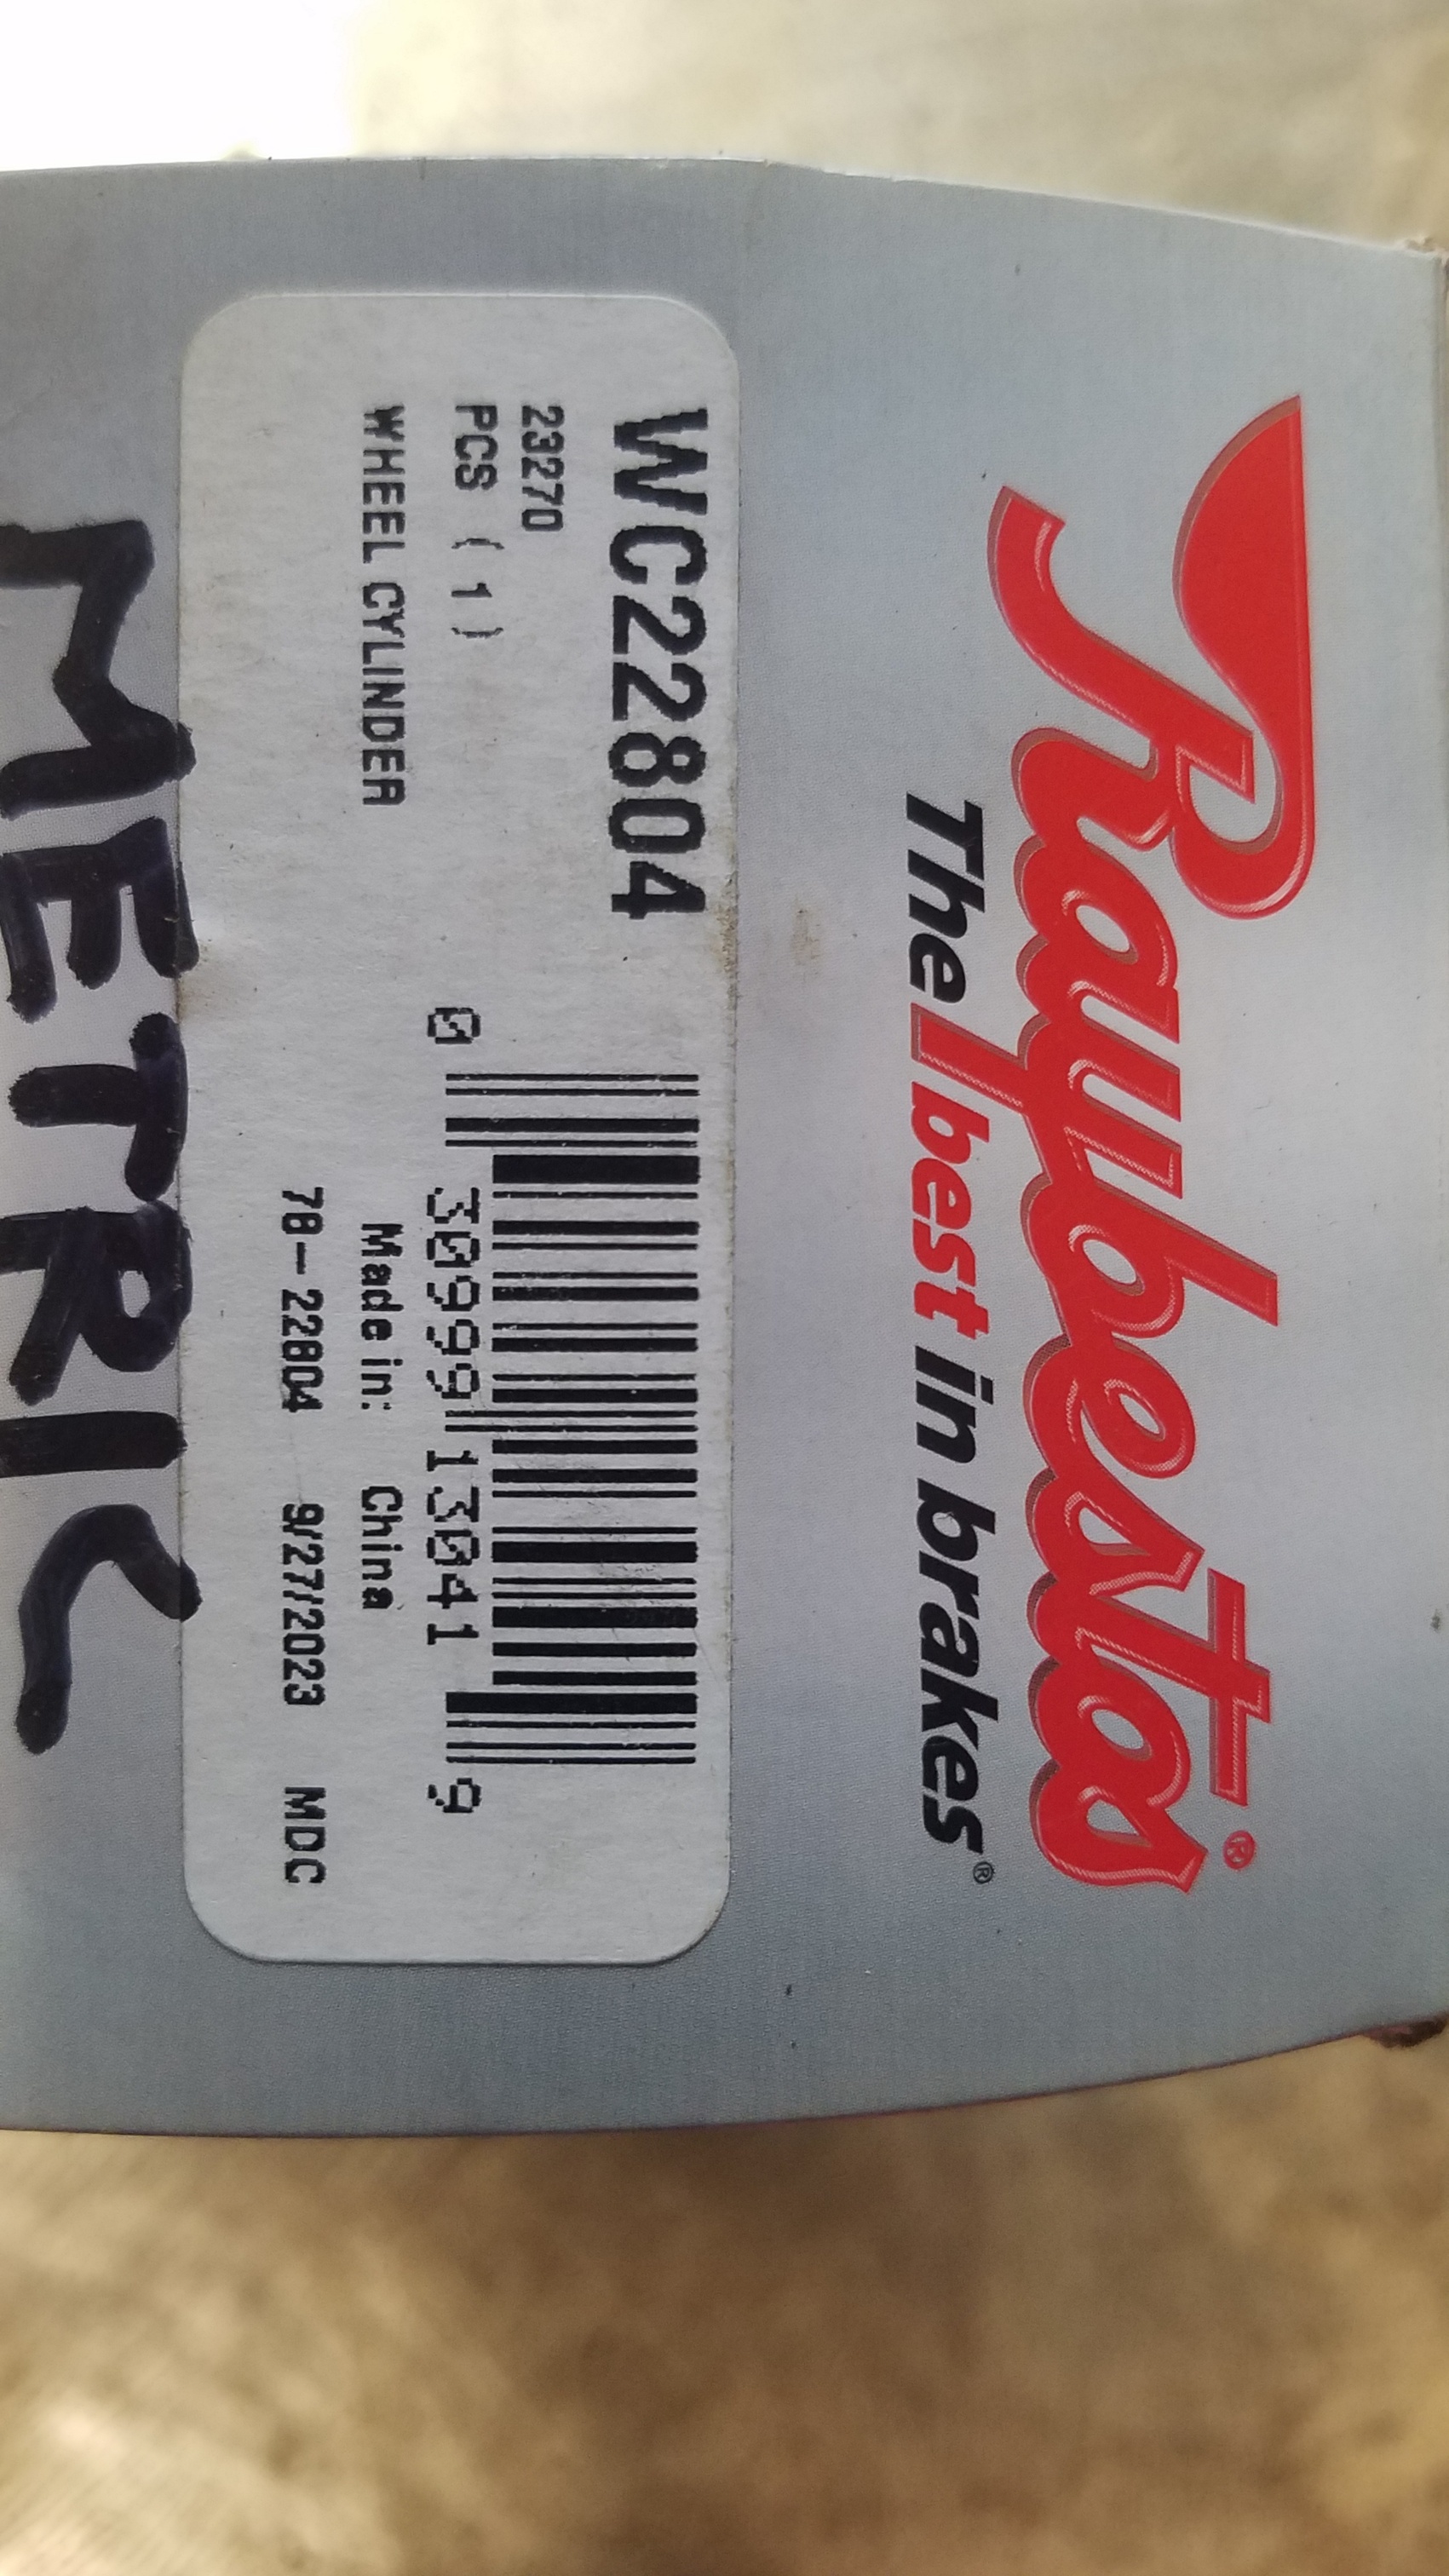 Raybestos®
The best in brakes®
WC22804
23270
PCS ( 1 )
WHEEL CYLINDER
0 30999 13041 9
Made in: China
78-22804 9/27/2023 MDC
METRIC